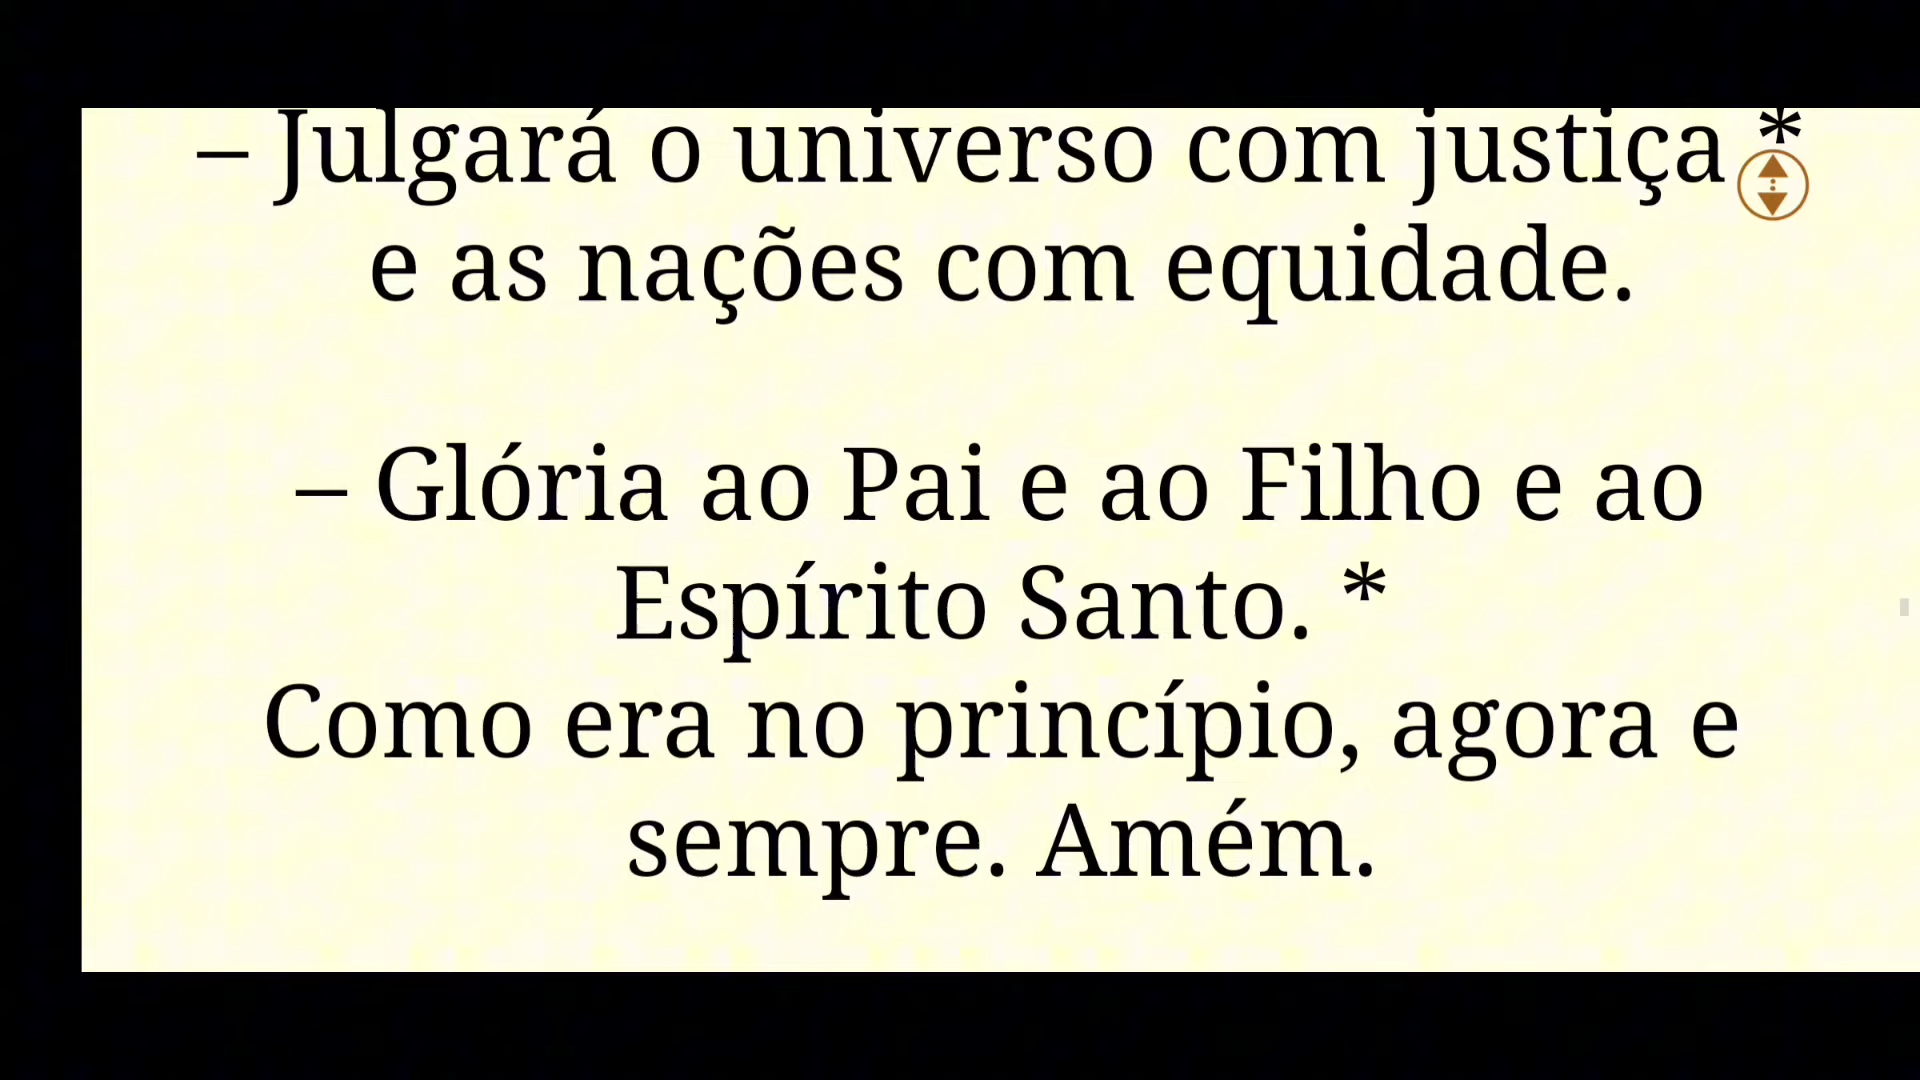 – Julgará o universo com justiça *
e as nações com equidade.
– Glória ao Pai e ao Filho e ao
Espírito Santo. *
Como era no princípio, agora e
sempre. Amém.